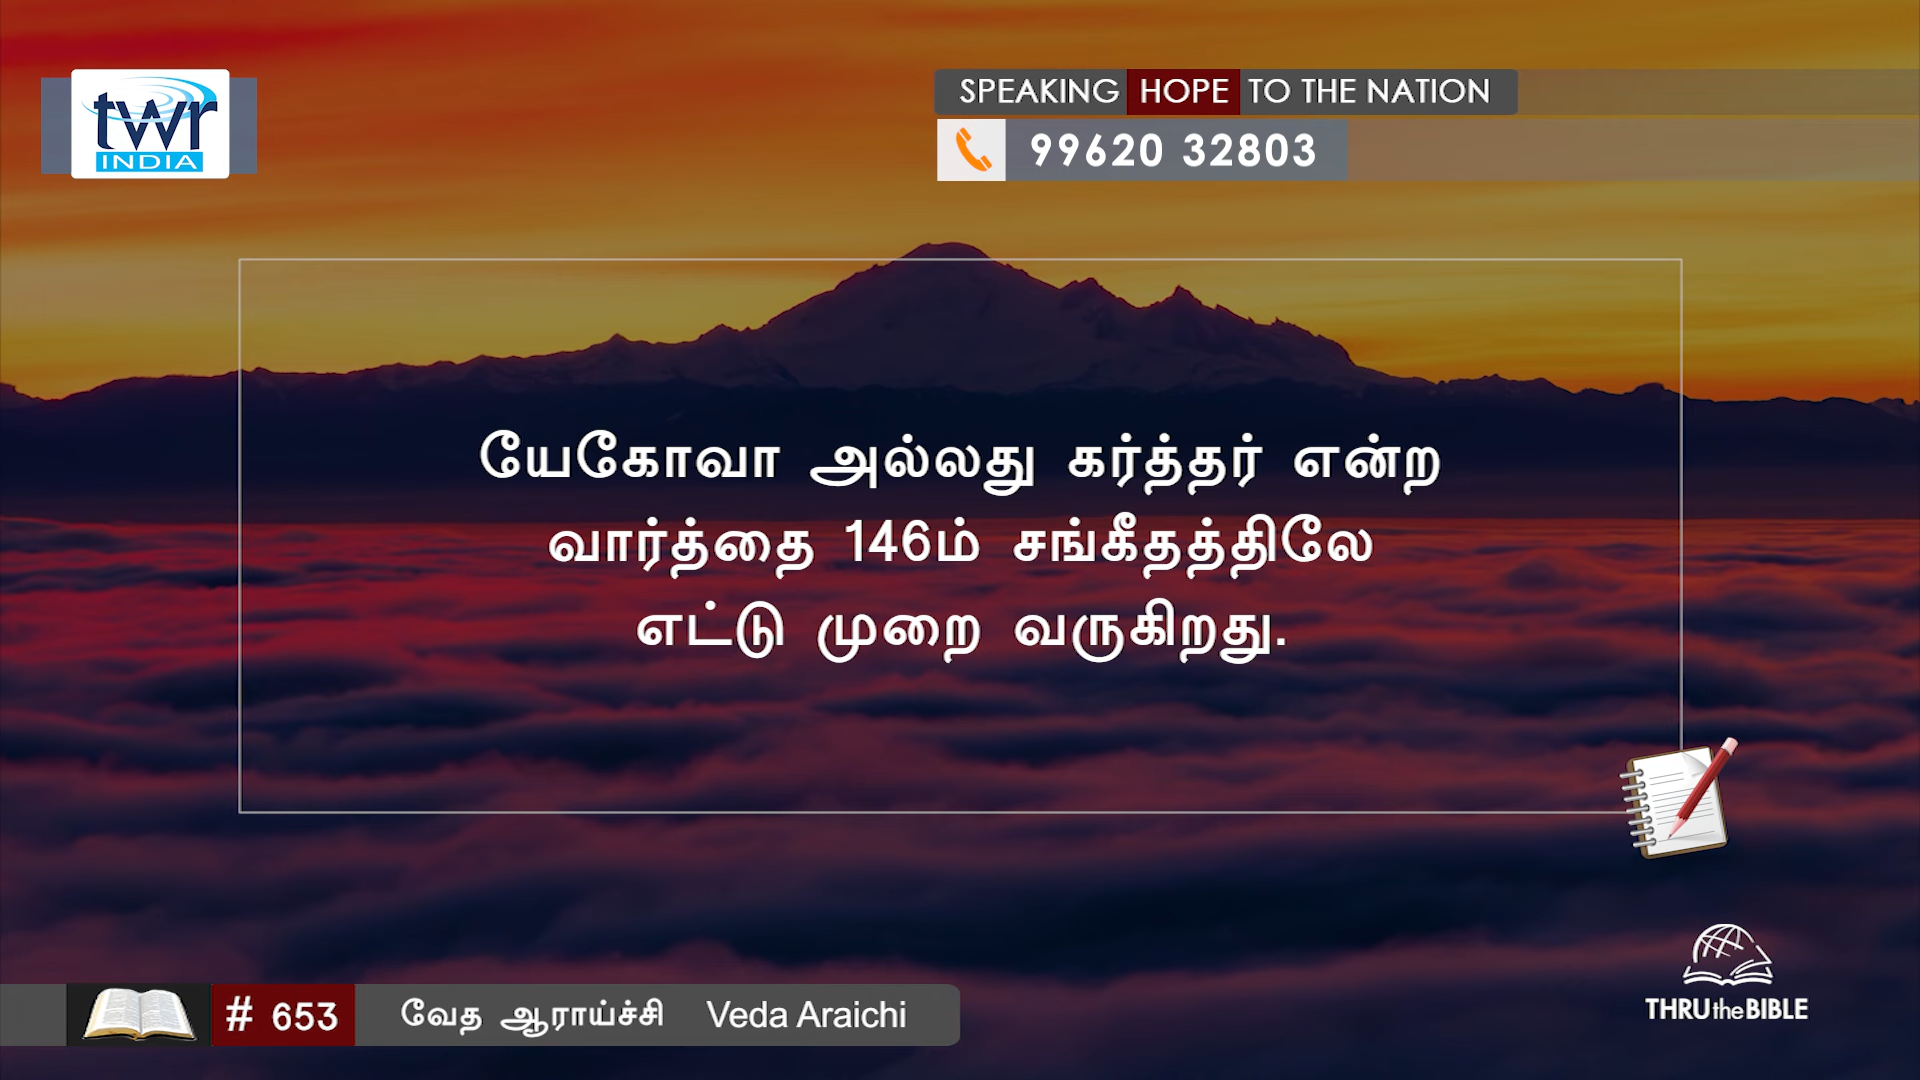 twr
INDIA
SPEAKING HOPE TO THE NATION
99620 32803
யேகோவா அல்லது கர்த்தர் என்ற
வார்த்தை 146ம் சங்கீதத்திலே
எட்டு முறை வருகிறது.
# 653 வேத ஆராய்ச்சி Veda Araichi
THRU the BIBLE